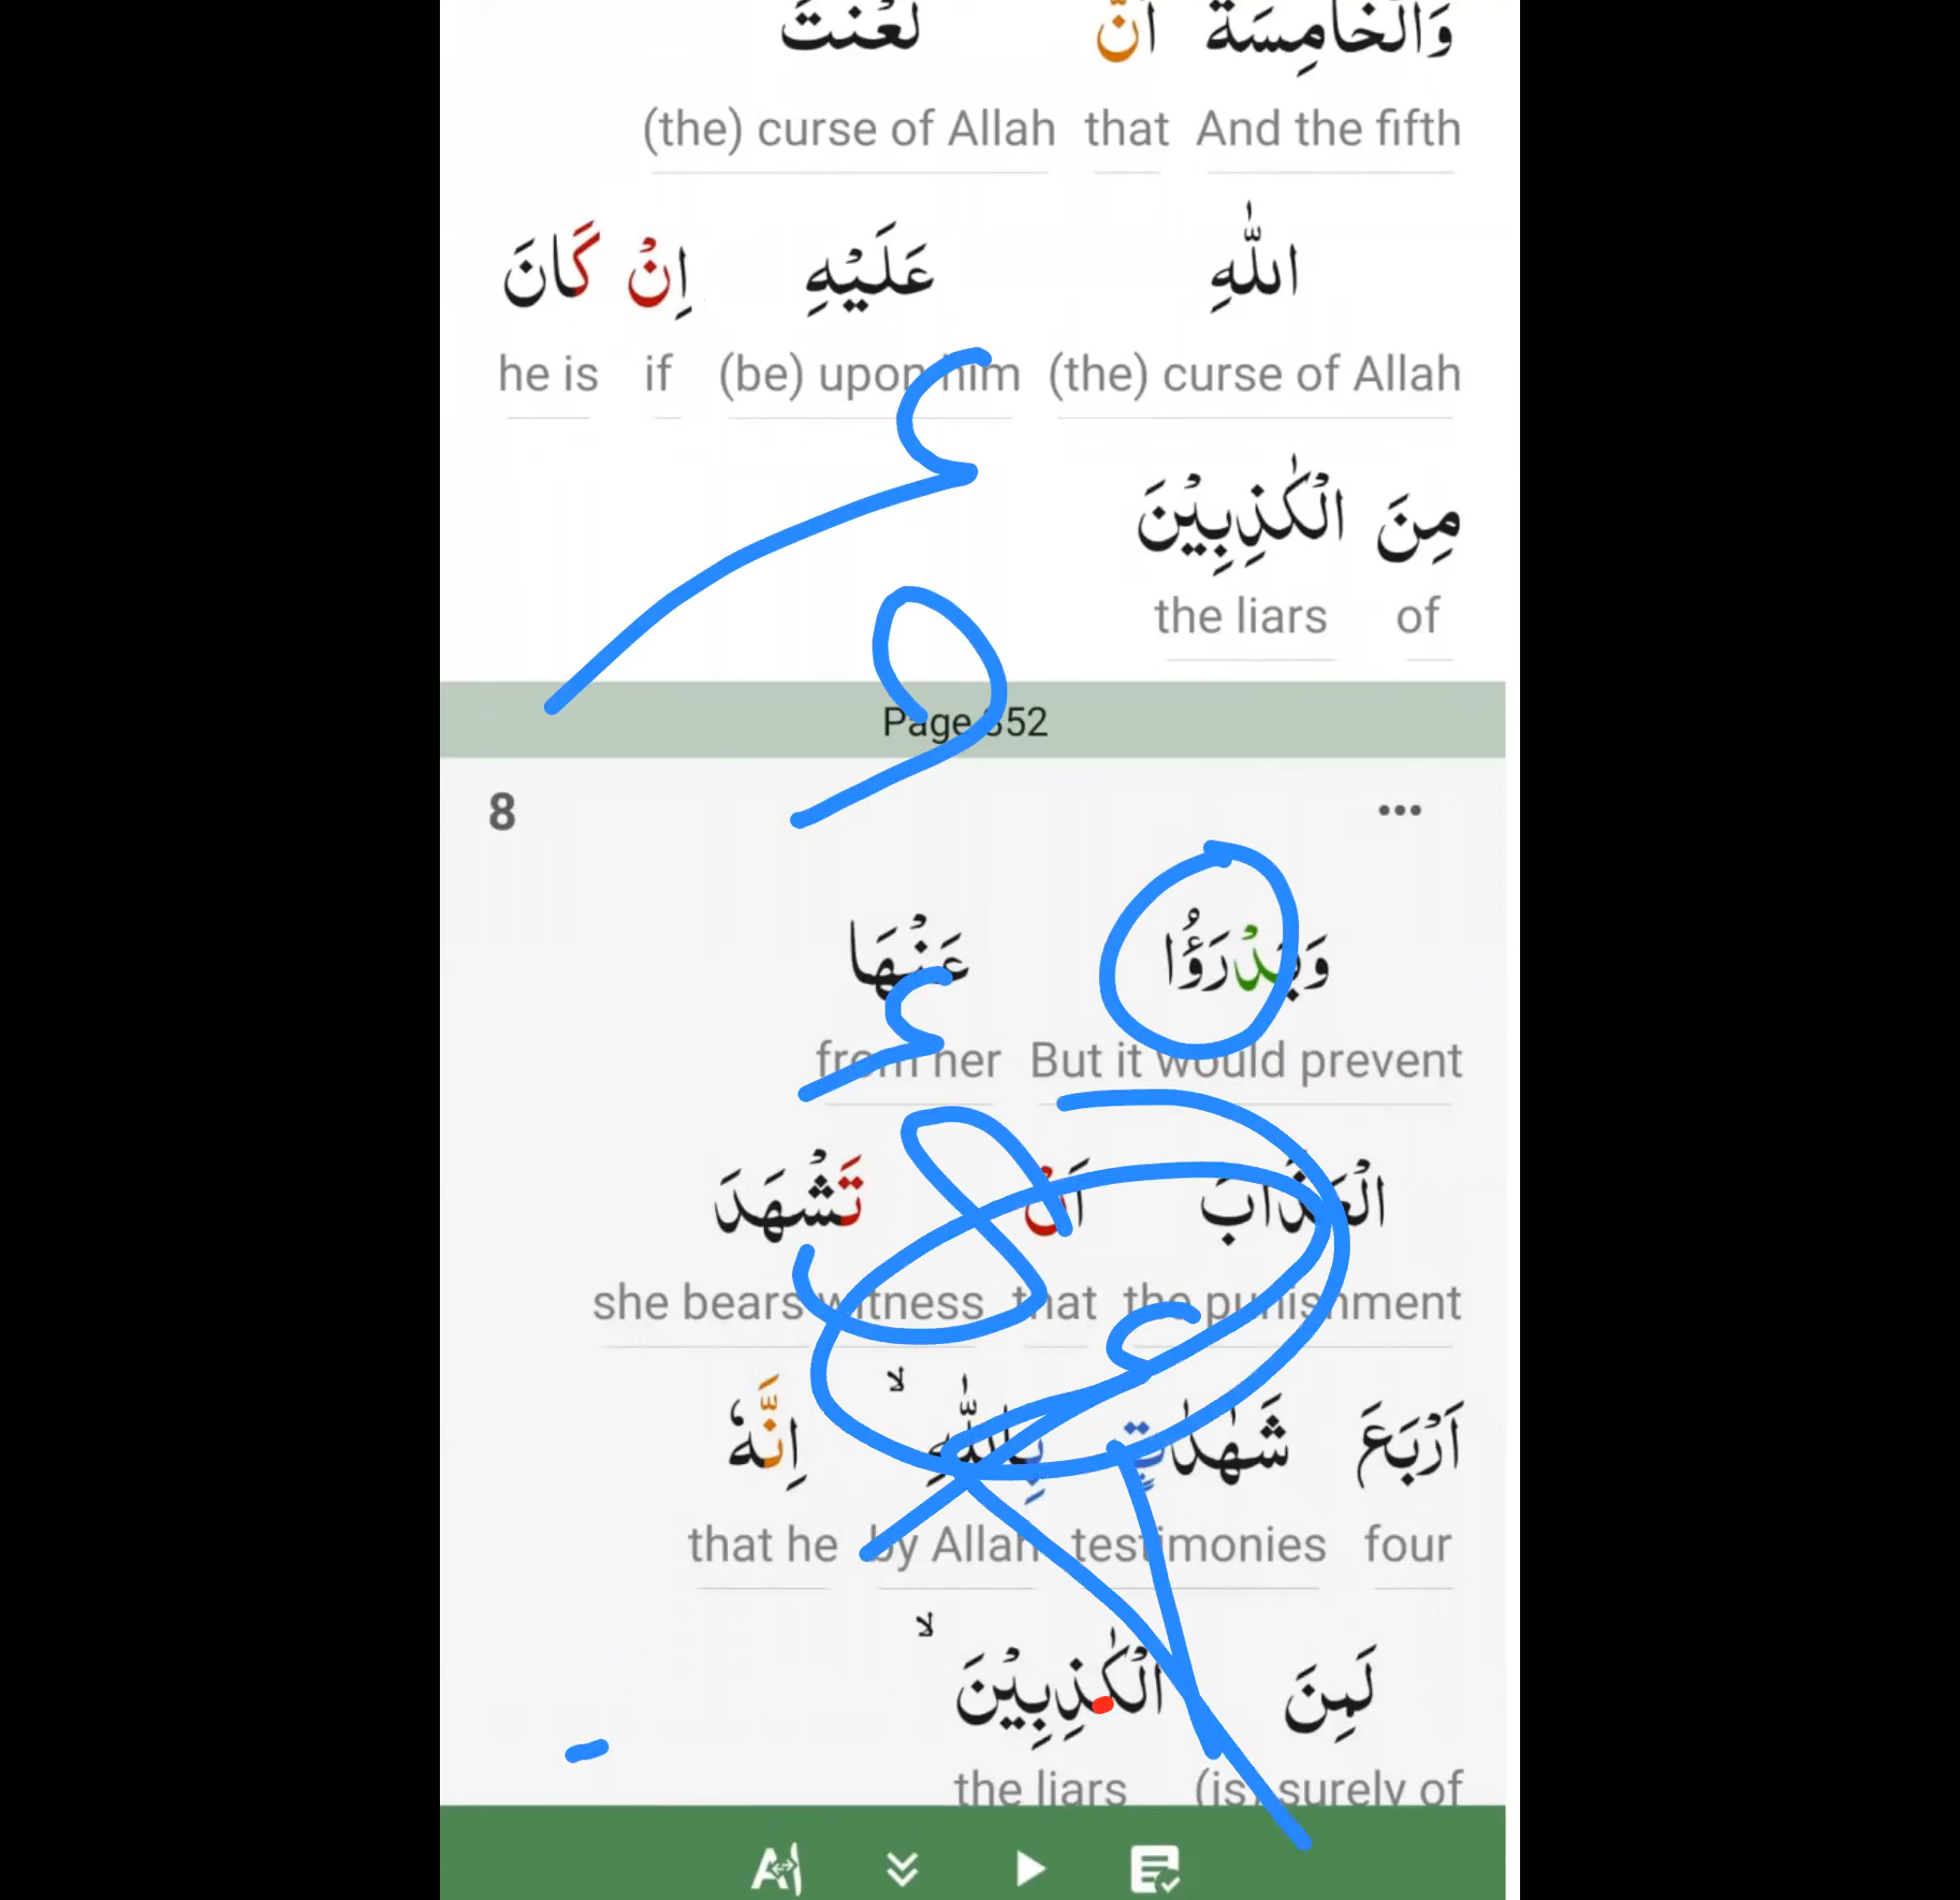 وَالْخَامِسَةُ اَنَّ لَعْنَتَ
And the fifth that (the) curse of Allah
اللّٰهِ عَلَيْهِ اِنْ كَانَ
(the) curse of Allah (be) upon him if he is
مِنَ الْكٰذِبِيْنَ
of the liars
Page 352
8
وَيَدْرَؤُا عَنْهَا
But it would prevent from her
الْعَذَابَ اَنْ تَشْهَدَ
the punishment that she bears witness
اَرْبَعَ شَهٰدٰتٍۭ بِاللّٰهِ ۙ اِنَّهٗ
four testimonies by Allah that he
لَمِنَ الْكٰذِبِيْنَ ۙ
(is) surely of the liars